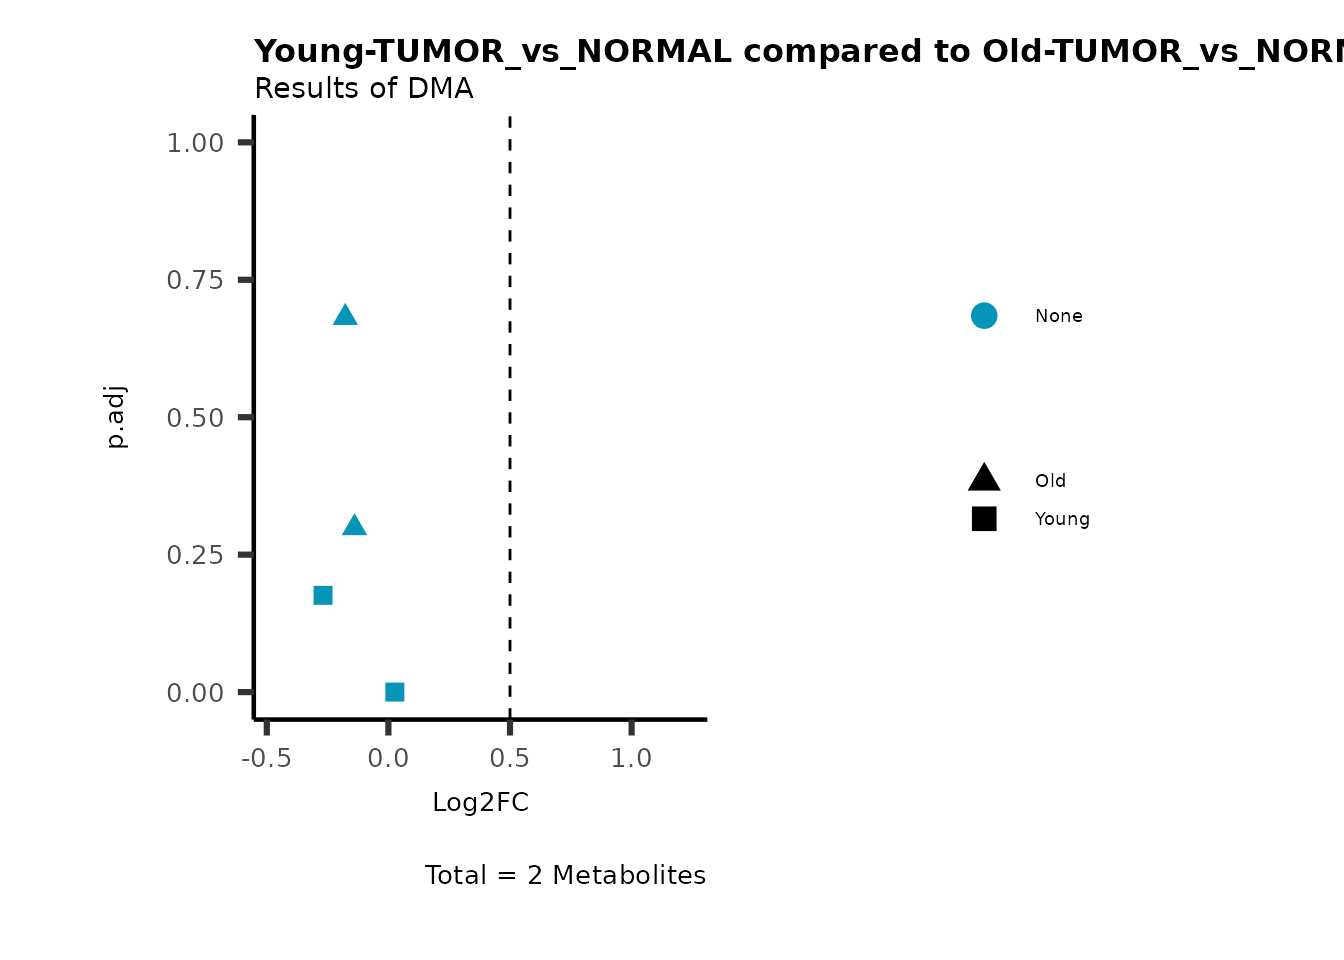 Young-TUMOR_vs_NORMAL compared to Old-TUMOR_vs_NOR
Results of DMA
1.00
0.75
0.50
0.25
0.00
p.adj
-0.5 0.0 0.5 1.0
Log2FC
Total = 2 Metabolites
None
Old
Young